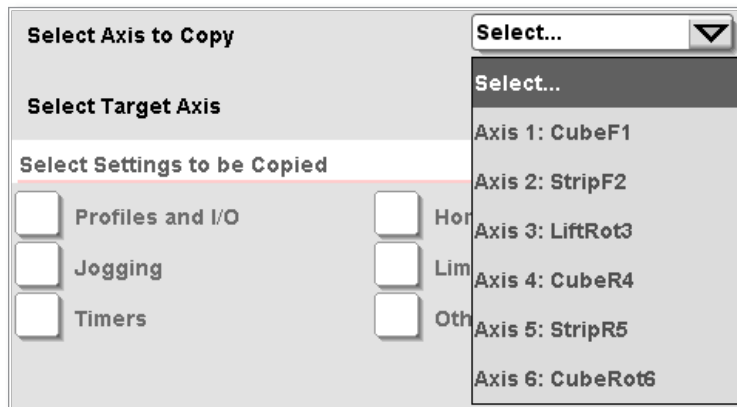 Select Axis to Copy
Select...
Select...
Select Target Axis
Axis 1: CubeF1
Select Settings to be Copied
Axis 2: StripF2
Profiles and I/O
Hor
Axis 3: LiftRot3
Jogging
Lim
Axis 4: CubeR4
Timers
Oth
Axis 5: StripR5
Axis 6: CubeRot6